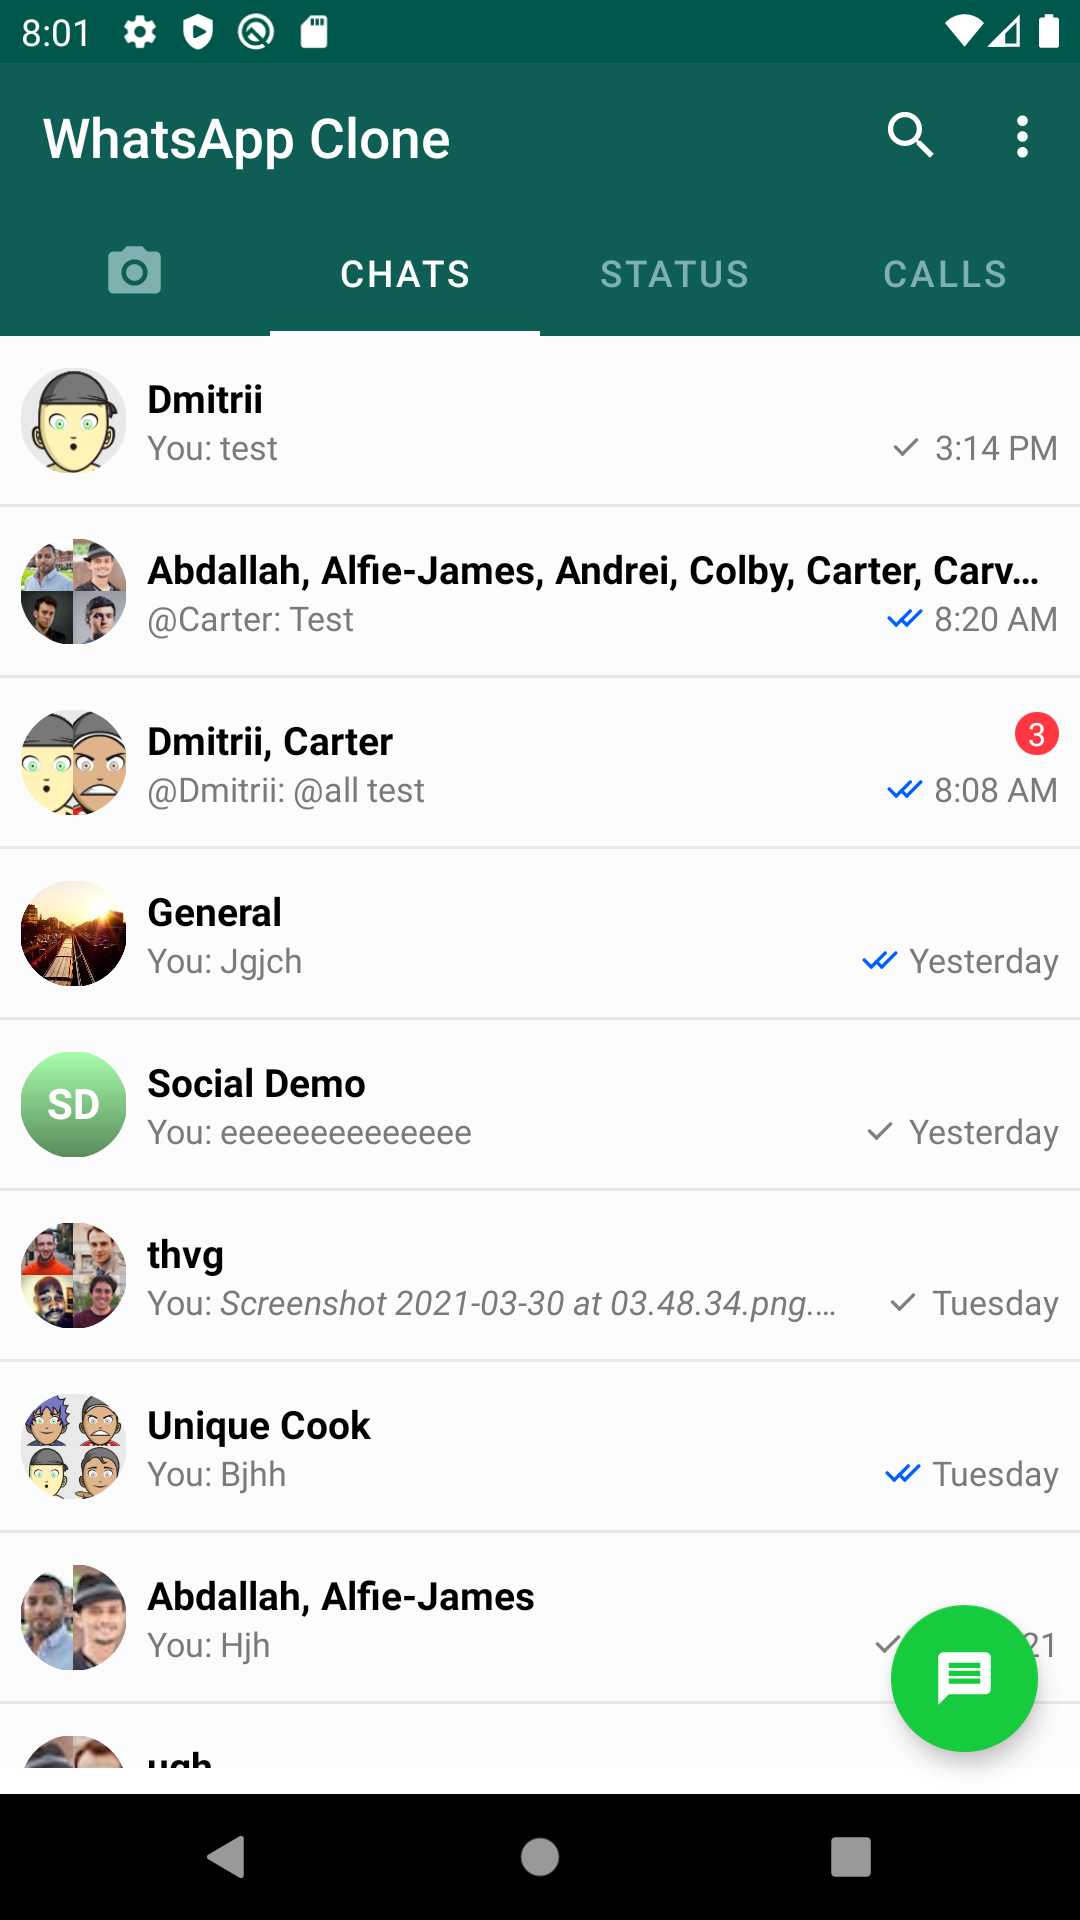 8:01
WhatsApp Clone
CHATS STATUS CALLS
Dmitrii
You: test 3:14 PM
Abdallah, Alfie-James, Andrei, Colby, Carter, Carv...
@Carter: Test 8:20 AM
Dmitrii, Carter 3
@Dmitrii: @all test 8:08 AM
General
You: Jgjch Yesterday
SD
Social Demo
You: eeeeeeeeeeeeee Yesterday
thvg
You: Screenshot 2021-03-30 at 03.48.34.png.... Tuesday
Unique Cook
You: Bjhh Tuesday
Abdallah, Alfie-James
You: Hjh 21
ugh